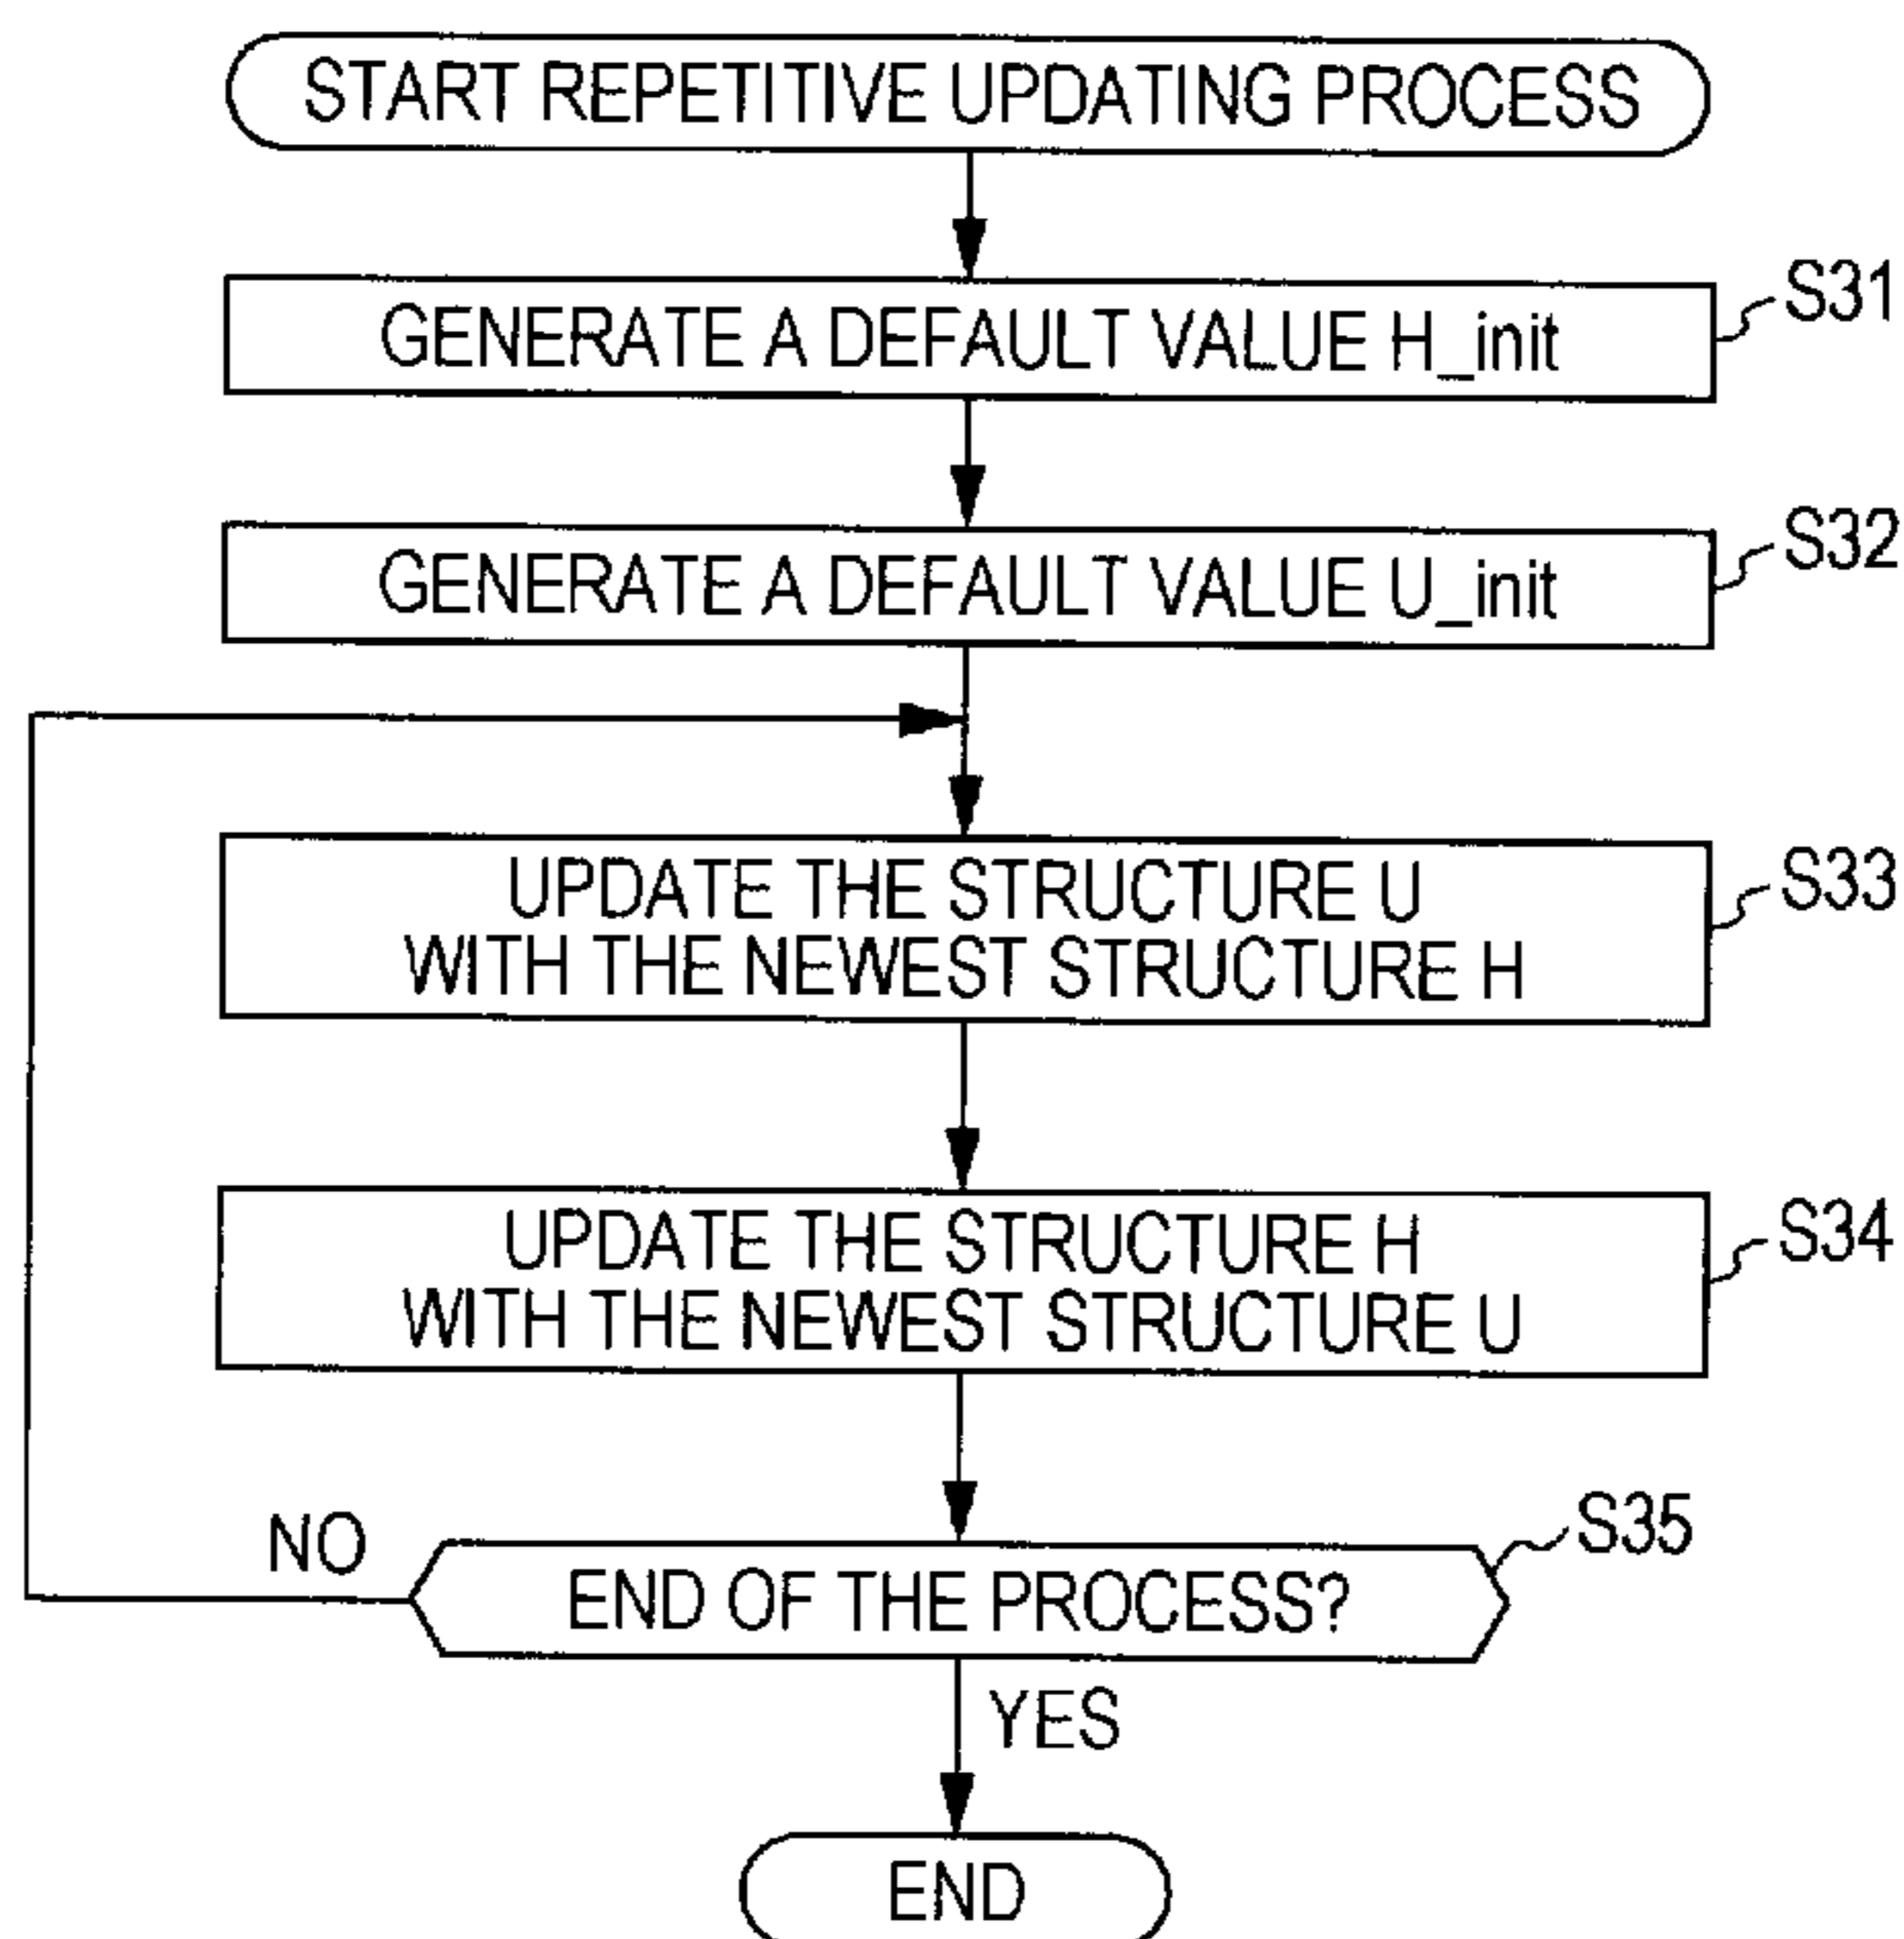 START REPETITIVE UPDATING PROCESS
S31
GENERATE A DEFAULT VALUE H_init
S32
GENERATE A DEFAULT VALUE U_init
S33
UPDATE THE STRUCTURE U
WITH THE NEWEST STRUCTURE H
S34
UPDATE THE STRUCTURE H
WITH THE NEWEST STRUCTURE U
NO
S35
END OF THE PROCESS?
YES
END